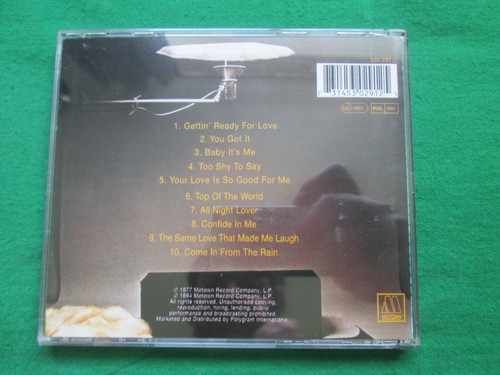 31453 02912
1. Gettin' Ready For Love
2. You Got It
3. Baby It's Me
4. Too Shy To Say
5. Your Love Is So Good For Me
6. Top Of The World
7. All Night Lover
8. Confide In Me
9. The Same Love That Made Me Laugh
10. Come In From The Rain
℗ 1977 Motown Record Company, L.P.
© 1994 Motown Record Company, L.P.
All rights reserved. Unauthorized copying,
reproduction, hiring, lending, public
performance and broadcasting prohibited.
Marketed and Distributed by Polygram International.
M